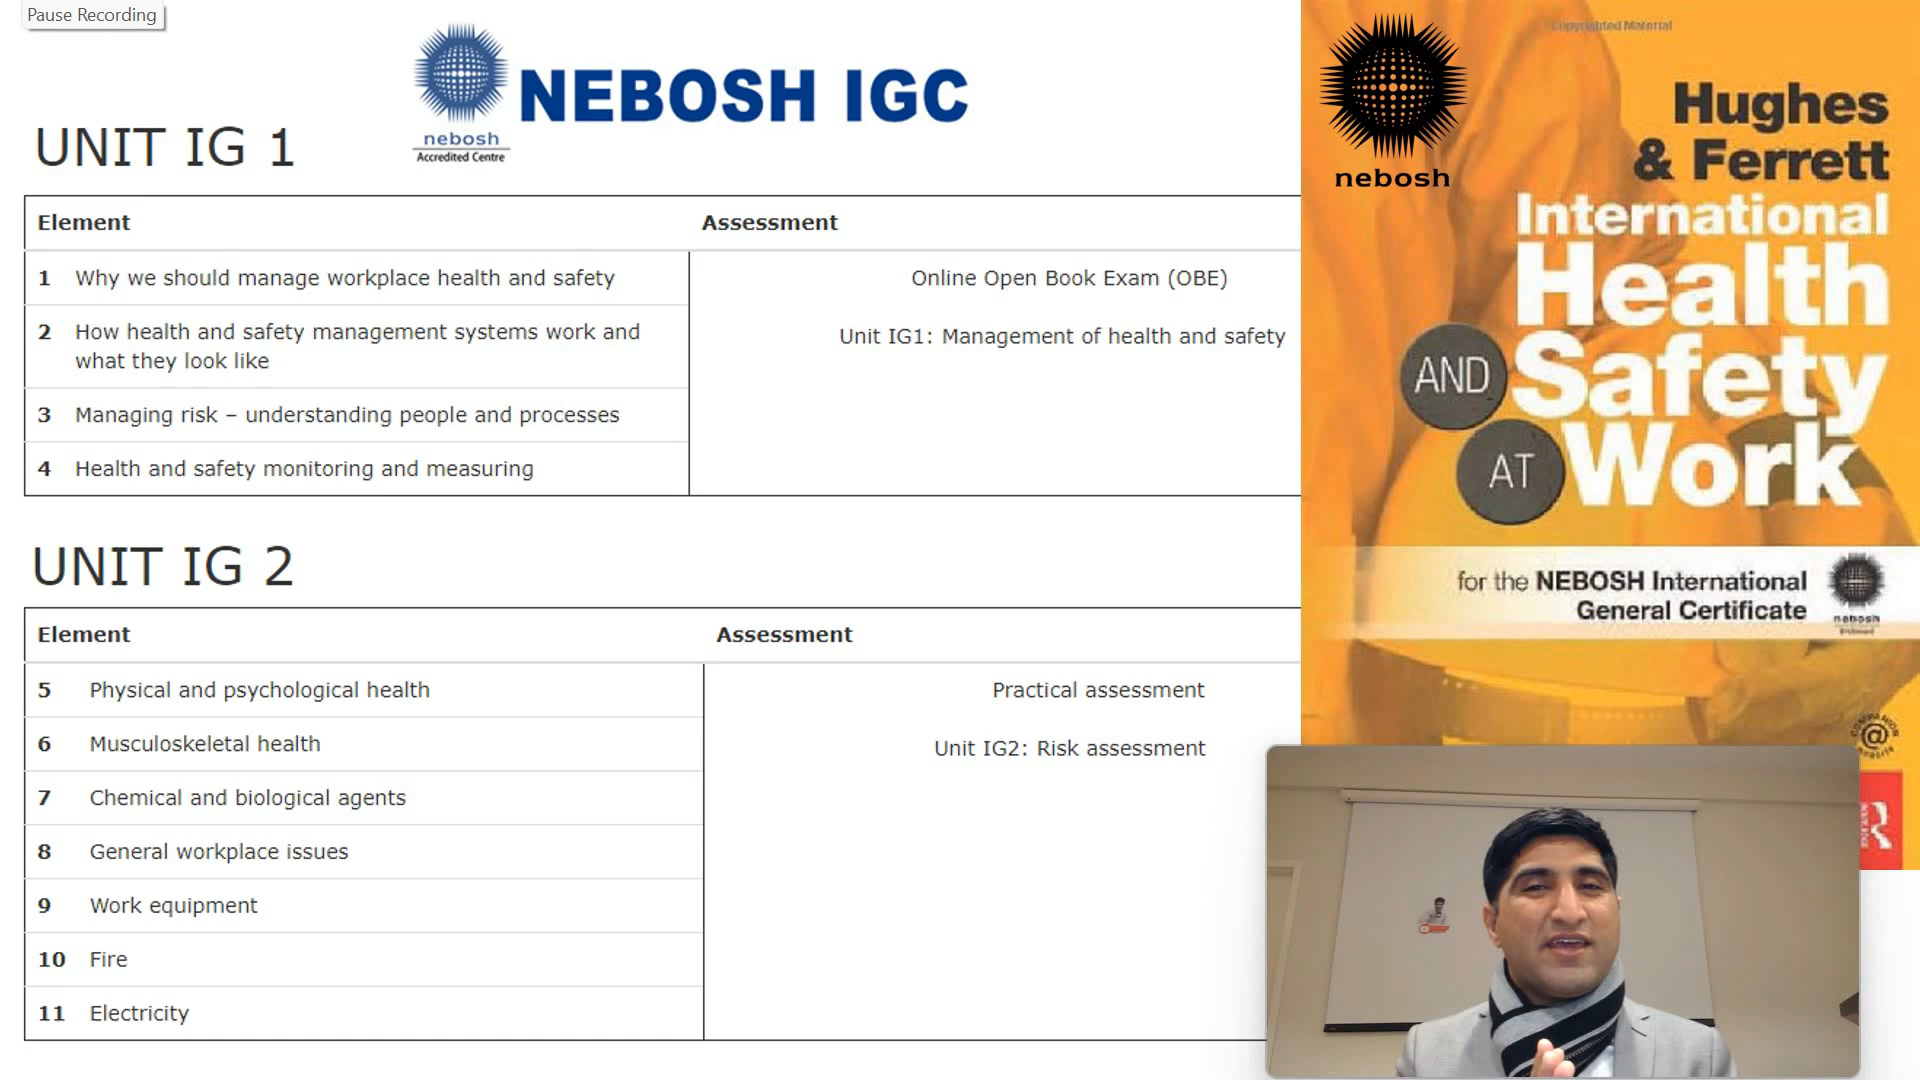 Pause Recording
nebosh
Accredited Centre
NEBOSH IGC
UNIT IG 1
Element
Assessment
1 Why we should manage workplace health and safety
2 How health and safety management systems work and
what they look like
3 Managing risk – understanding people and processes
4 Health and safety monitoring and measuring
Online Open Book Exam (OBE)
Unit IG1: Management of health and safety
UNIT IG 2
Element
Assessment
5 Physical and psychological health
6 Musculoskeletal health
7 Chemical and biological agents
8 General workplace issues
9 Work equipment
10 Fire
11 Electricity
Practical assessment
Unit IG2: Risk assessment
Copyrighted Material
nebosh
Hughes
& Ferrett
International
Health
AND Safety
AT Work
for the NEBOSH International
General Certificate
nebosh